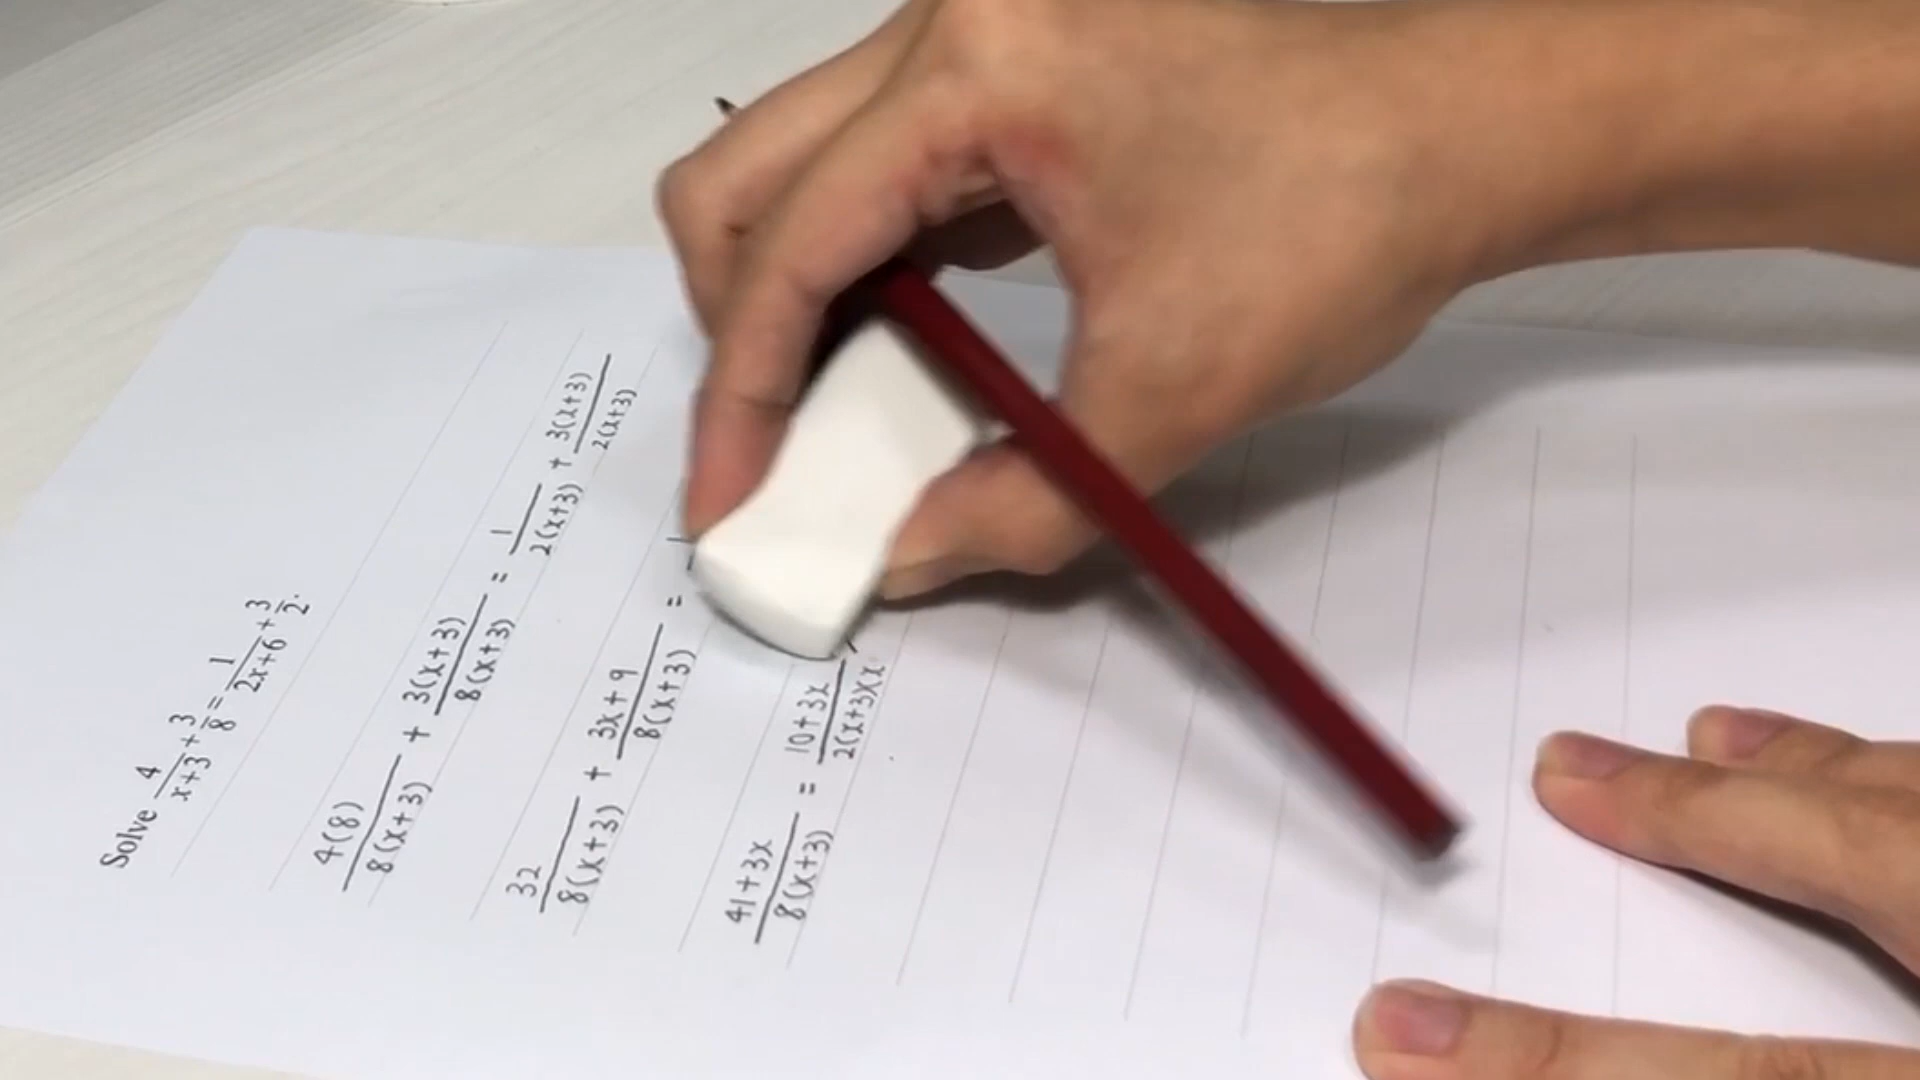 Solve 4/(x+3) + 3/8 = 1/(2x+6) + 3/2.
4(8)/8(x+3) + 3(x+3)/8(x+3) = 1/2(x+3) + 3(x+3)/2(x+3)
32/8(x+3) + 3x+9/8(x+3) = 1
41+3x/8(x+3) = 10+3x/2(x+3)(x